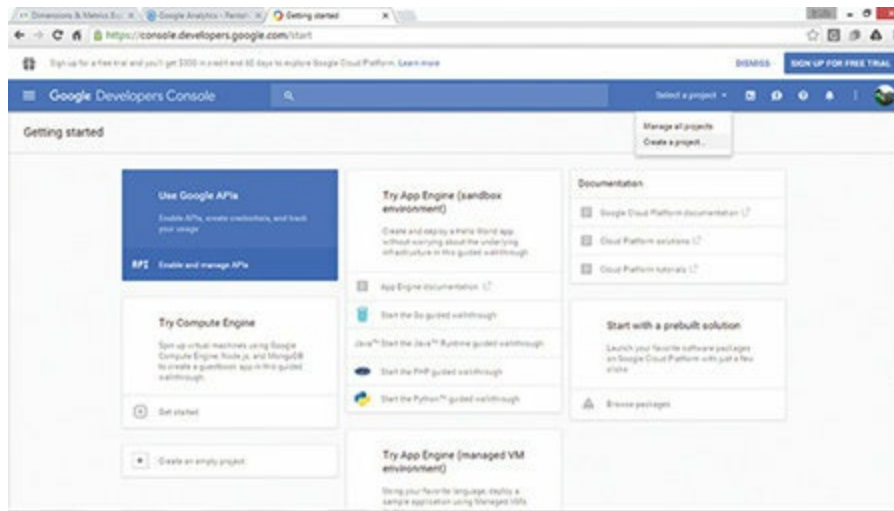 Dimensions & Metrics Ex
Google Analytics - Rental
Getting started
https://console.developers.google.com/start
Sign up for a free trial and you'll get $300 in credit and 60 days to explore Google Cloud Platform. Learn more
DISMISS
SIGN UP FOR FREE TRIAL
Google Developers Console
Select a project
Manage all projects
Create a project...
Getting started
Use Google APIs
Enable APIs, create credentials, and track
your usage
API Enable and manage APIs
Try Compute Engine
Spin up virtual machines using Google
Compute Engine, Node.js, and MongoDB
to create a guestbook app in this guided
walkthrough.
Get started
Create an empty project
Try App Engine (sandbox
environment)
Create and deploy a Hello World app
without worrying about the underlying
infrastructure in this guided walkthrough
App Engine documentation
Start the Go guided walkthrough
Java™ Start the Java™ Runtime guided walkthrough
Start the PHP guided walkthrough
Start the Python™ guided walkthrough
Try App Engine (managed VM
environment)
Using your favorite language, deploy a
sample application using Managed VMs
Documentation
Google Cloud Platform documentation
Cloud Platform solutions
Cloud Platform tutorials
Start with a prebuilt solution
Launch your favorite software packages
on Google Cloud Platform with just a few
clicks
Browse packages